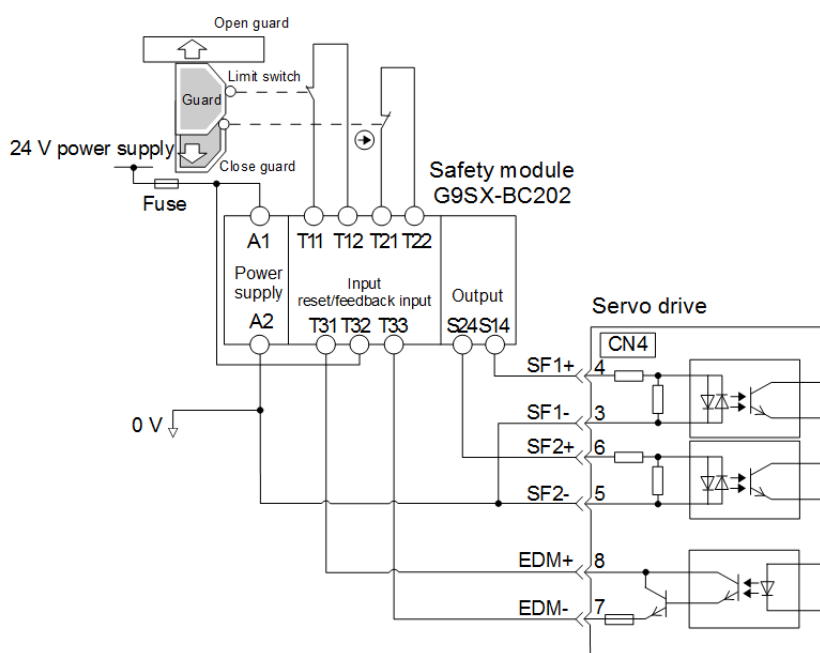 Open guard
Limit switch
Guard
24 V power supply
Close guard
Fuse
Safety module
G9SX-BC202
A1
T11
T12
T21
T22
Power
supply
Input
reset/feedback input
Output
A2
T31
T32
T33
S24
S14
Servo drive
CN4
SF1+
4
0 V
SF1-
3
SF2+
6
SF2-
5
EDM+
8
EDM-
7